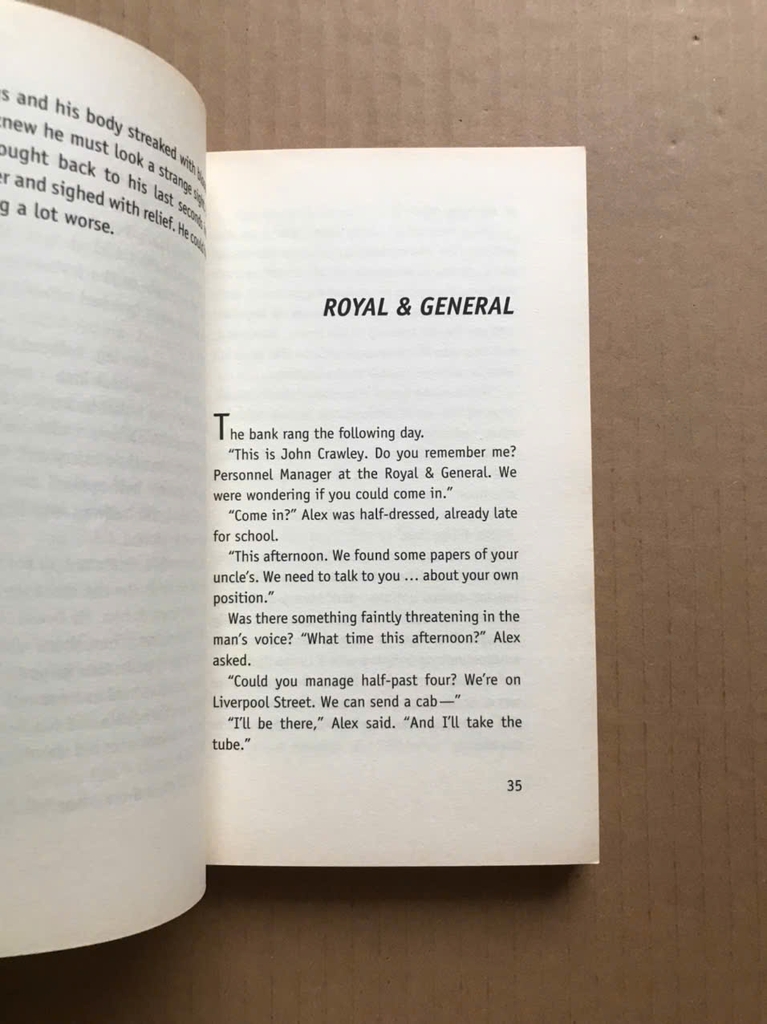 s and his body streaked with
knew he must look a strange sight
ought back to his last seconds
er and sighed with relief. He could
g a lot worse.
ROYAL & GENERAL
The bank rang the following day.
“This is John Crawley. Do you remember me?
Personnel Manager at the Royal & General. We
were wondering if you could come in.”
“Come in?” Alex was half-dressed, already late
for school.
“This afternoon. We found some papers of your
uncle’s. We need to talk to you ... about your own
position.”
Was there something faintly threatening in the
man’s voice? “What time this afternoon?” Alex
asked.
“Could you manage half-past four? We’re on
Liverpool Street. We can send a cab—”
“I’ll be there,” Alex said. “And I’ll take the
tube.”
35